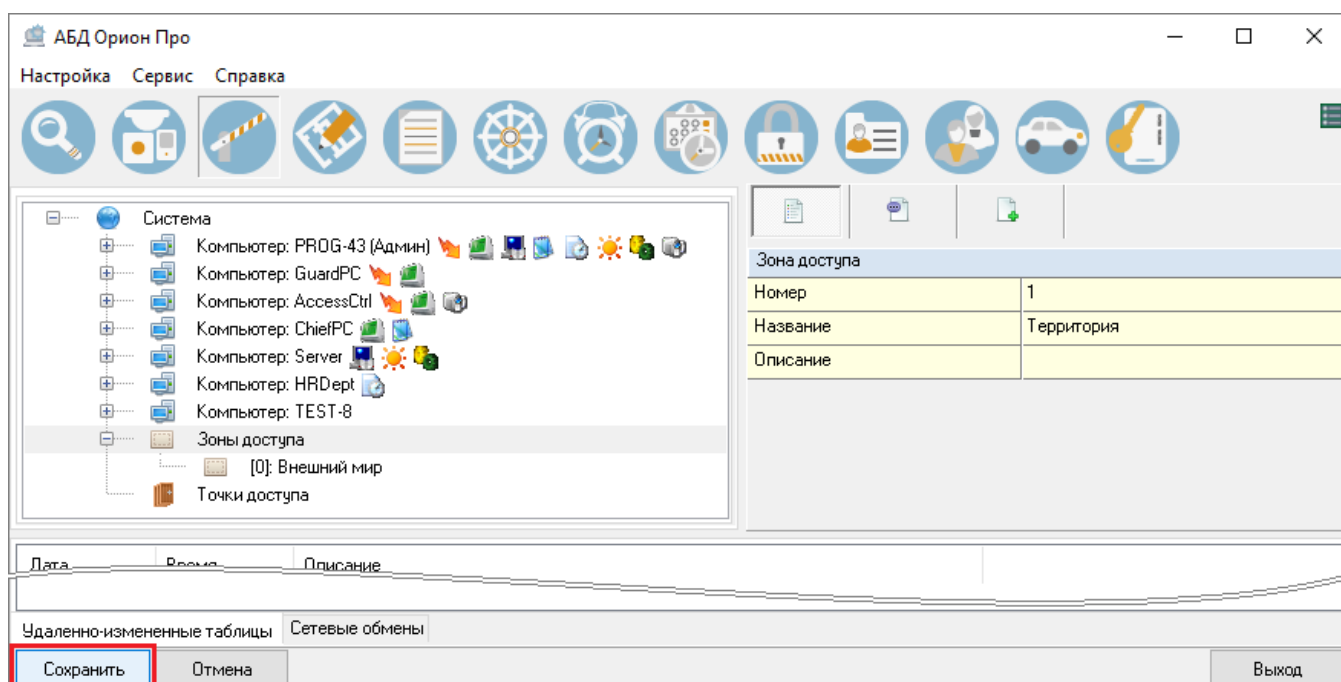 АБД Орион Про
Настройка Сервис Справка
Система
Компьютер: PROG-43 (Админ)
Компьютер: GuardPC
Компьютер: AccessCtrl
Компьютер: ChiefPC
Компьютер: Server
Компьютер: HRDept
Компьютер: TEST-8
Зоны доступа
[0]: Внешний мир
Точки доступа
Зона доступа
Номер 1
Название Территория
Описание
Дата Время Описание
Удаленно-измененные таблицы Сетевые обмены
Сохранить Отмена Выход